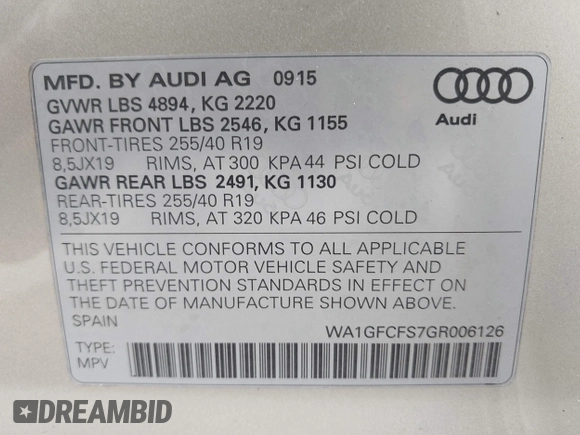 MFD. BY AUDI AG 0915
GVWR LBS 4894, KG 2220
GAWR FRONT LBS 2546, KG 1155
FRONT-TIRES 255/40 R19
8,5JX19 RIMS, AT 300 KPA 44 PSI COLD
GAWR REAR LBS 2491, KG 1130
REAR-TIRES 255/40 R19
8,5JX19 RIMS, AT 320 KPA 46 PSI COLD
Audi
THIS VEHICLE CONFORMS TO ALL APPLICABLE
U.S. FEDERAL MOTOR VEHICLE SAFETY AND
THEFT PREVENTION STANDARDS IN EFFECT ON
THE DATE OF MANUFACTURE SHOWN ABOVE.
SPAIN
WA1GFCFS7GR006126
TYPE:
MPV
DREAMBID